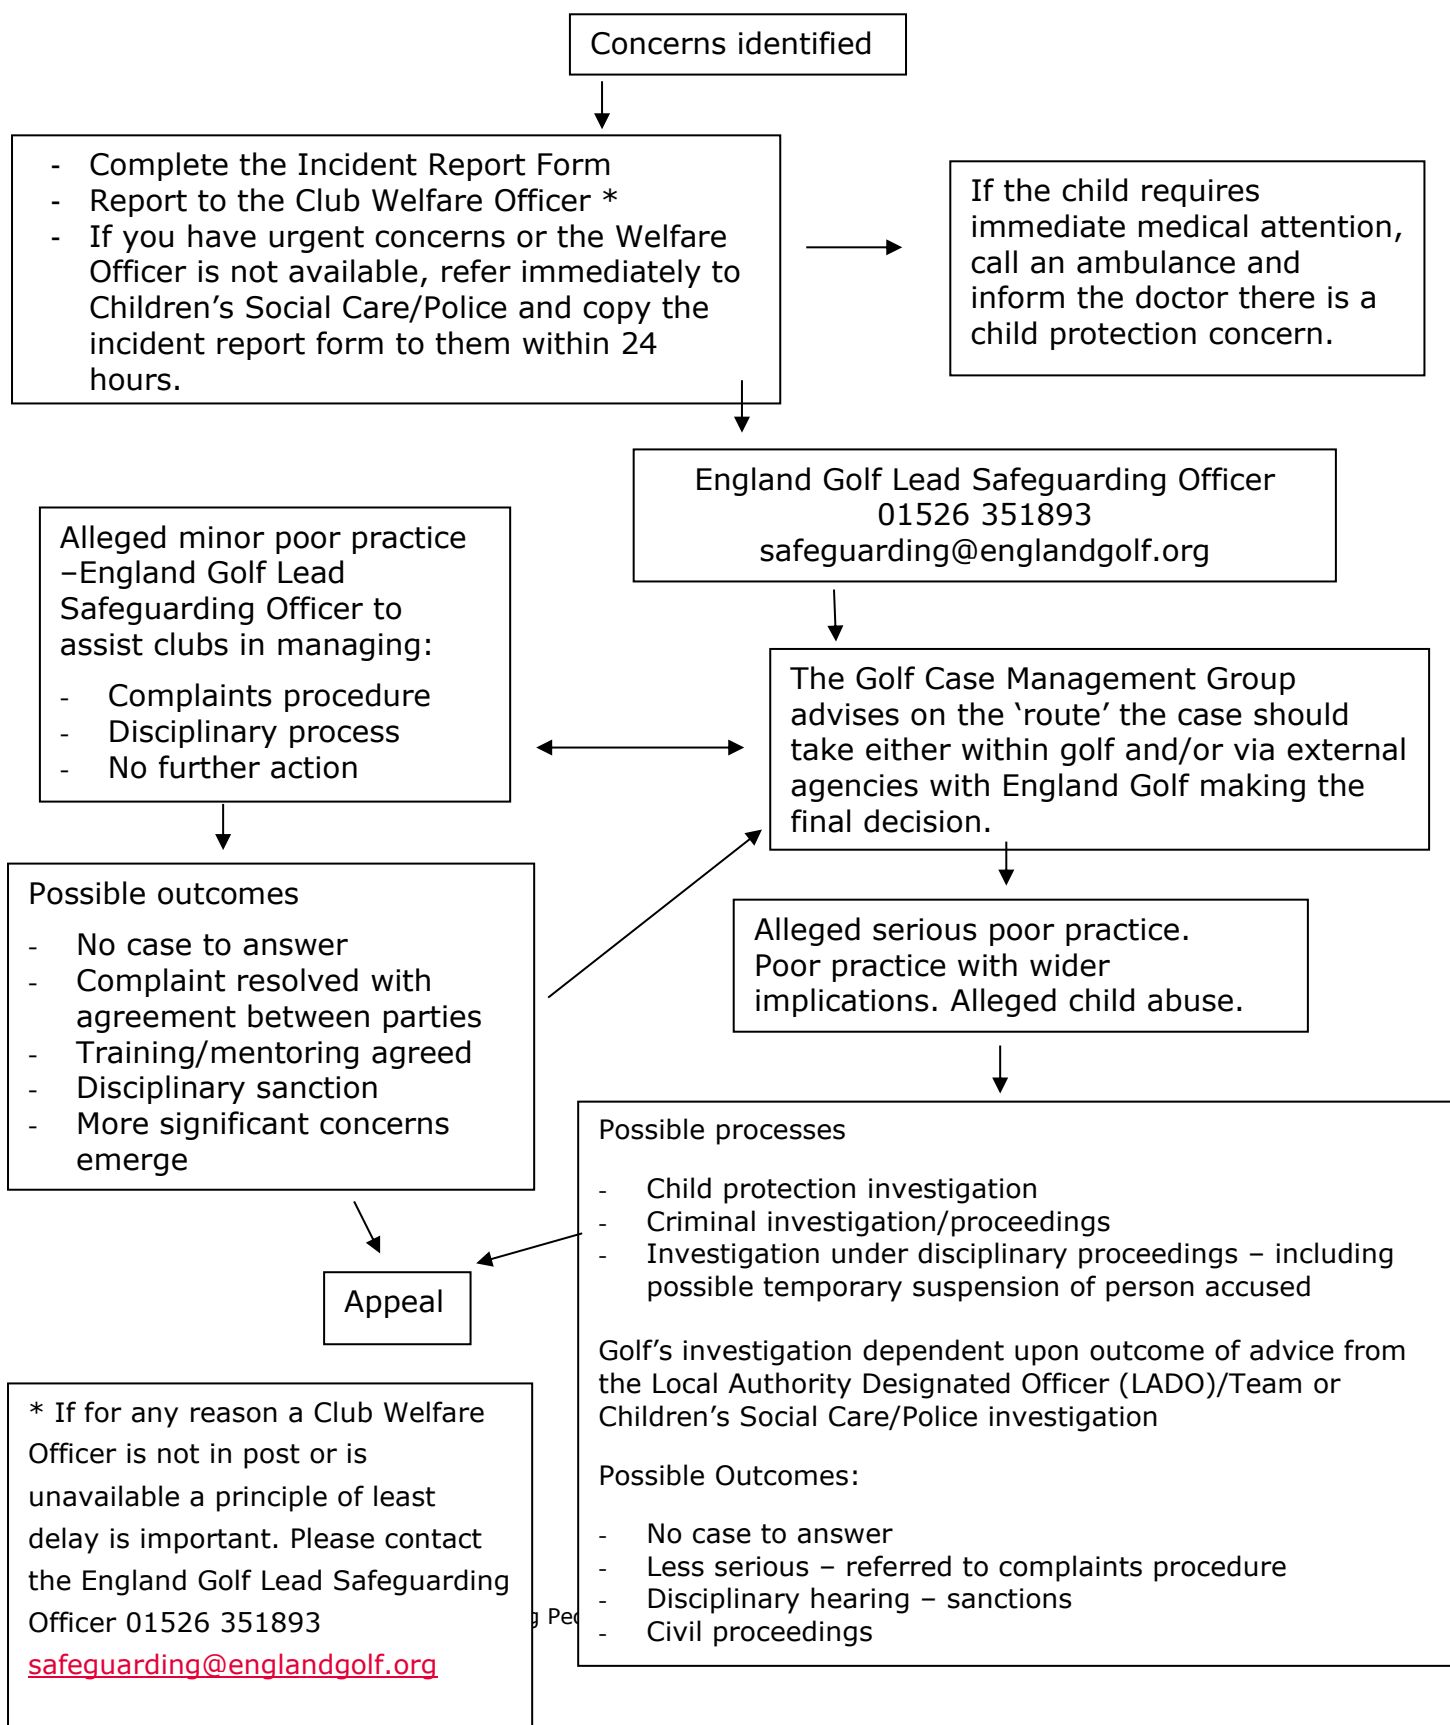 Concerns identified
- Complete the Incident Report Form
- Report to the Club Welfare Officer *
- If you have urgent concerns or the Welfare
Officer is not available, refer immediately to
Children’s Social Care/Police and copy the
incident report form to them within 24
hours.
If the child requires
immediate medical attention,
call an ambulance and
inform the doctor there is a
child protection concern.
England Golf Lead Safeguarding Officer
01526 351893
safeguarding@englandgolf.org
Alleged minor poor practice
–England Golf Lead
Safeguarding Officer to
assist clubs in managing:
- Complaints procedure
- Disciplinary process
- No further action
The Golf Case Management Group
advises on the ‘route’ the case should
take either within golf and/or via external
agencies with England Golf making the
final decision.
Possible outcomes
- No case to answer
- Complaint resolved with
agreement between parties
- Training/mentoring agreed
- Disciplinary sanction
- More significant concerns
emerge
Alleged serious poor practice.
Poor practice with wider
implications. Alleged child abuse.
Possible processes
- Child protection investigation
- Criminal investigation/proceedings
- Investigation under disciplinary proceedings – including
possible temporary suspension of person accused
Golf’s investigation dependent upon outcome of advice from
the Local Authority Designated Officer (LADO)/Team or
Children’s Social Care/Police investigation
Possible Outcomes:
- No case to answer
- Less serious – referred to complaints procedure
- Disciplinary hearing – sanctions
- Civil proceedings
Appeal
* If for any reason a Club Welfare
Officer is not in post or is
unavailable a principle of least
delay is important. Please contact
the England Golf Lead Safeguarding
Officer 01526 351893
safeguarding@englandgolf.org